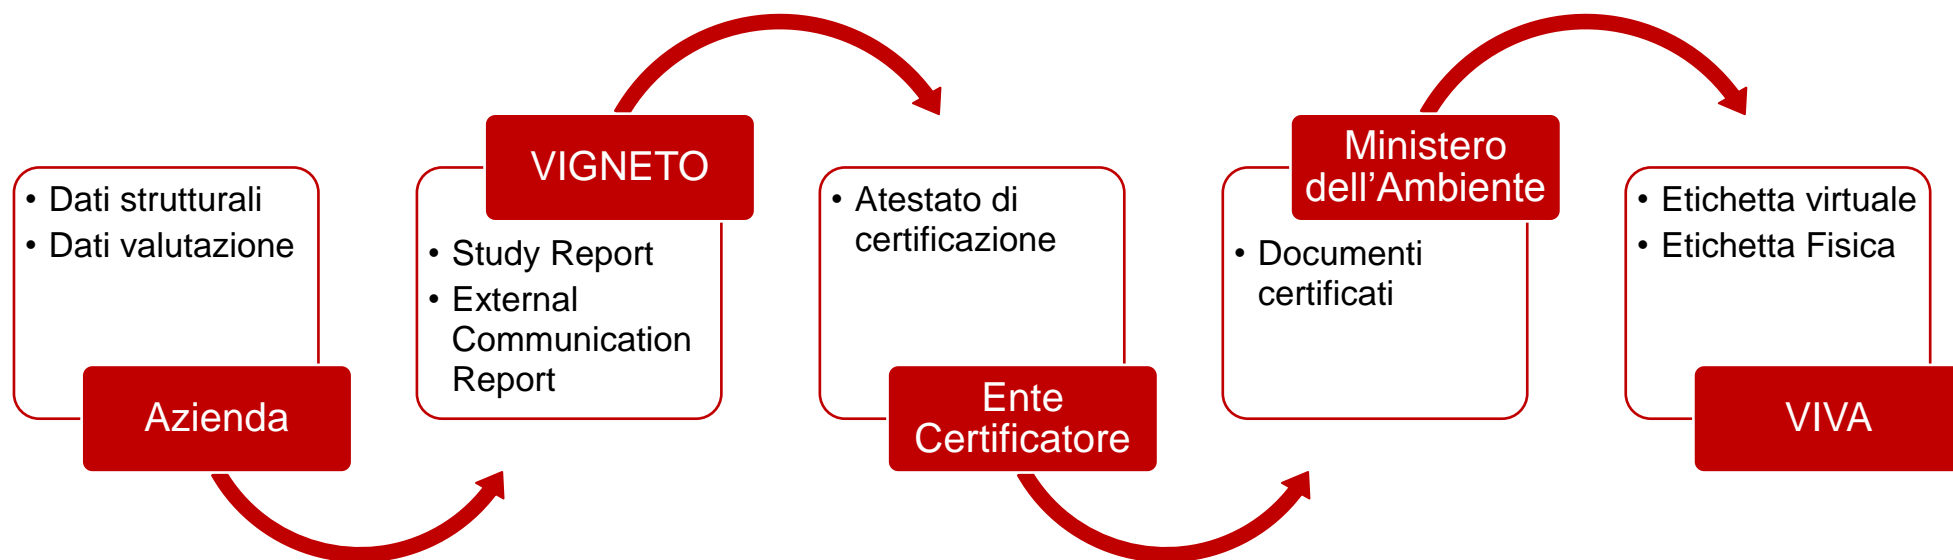 • Dati strutturali
• Dati valutazione
Azienda
VIGNETO
• Study Report
• External
Communication
Report
• Atestato di
certificazione
Ente
Certificatore
Ministero
dell’Ambiente
• Documenti
certificati
• Etichetta virtuale
• Etichetta Fisica
VIVA